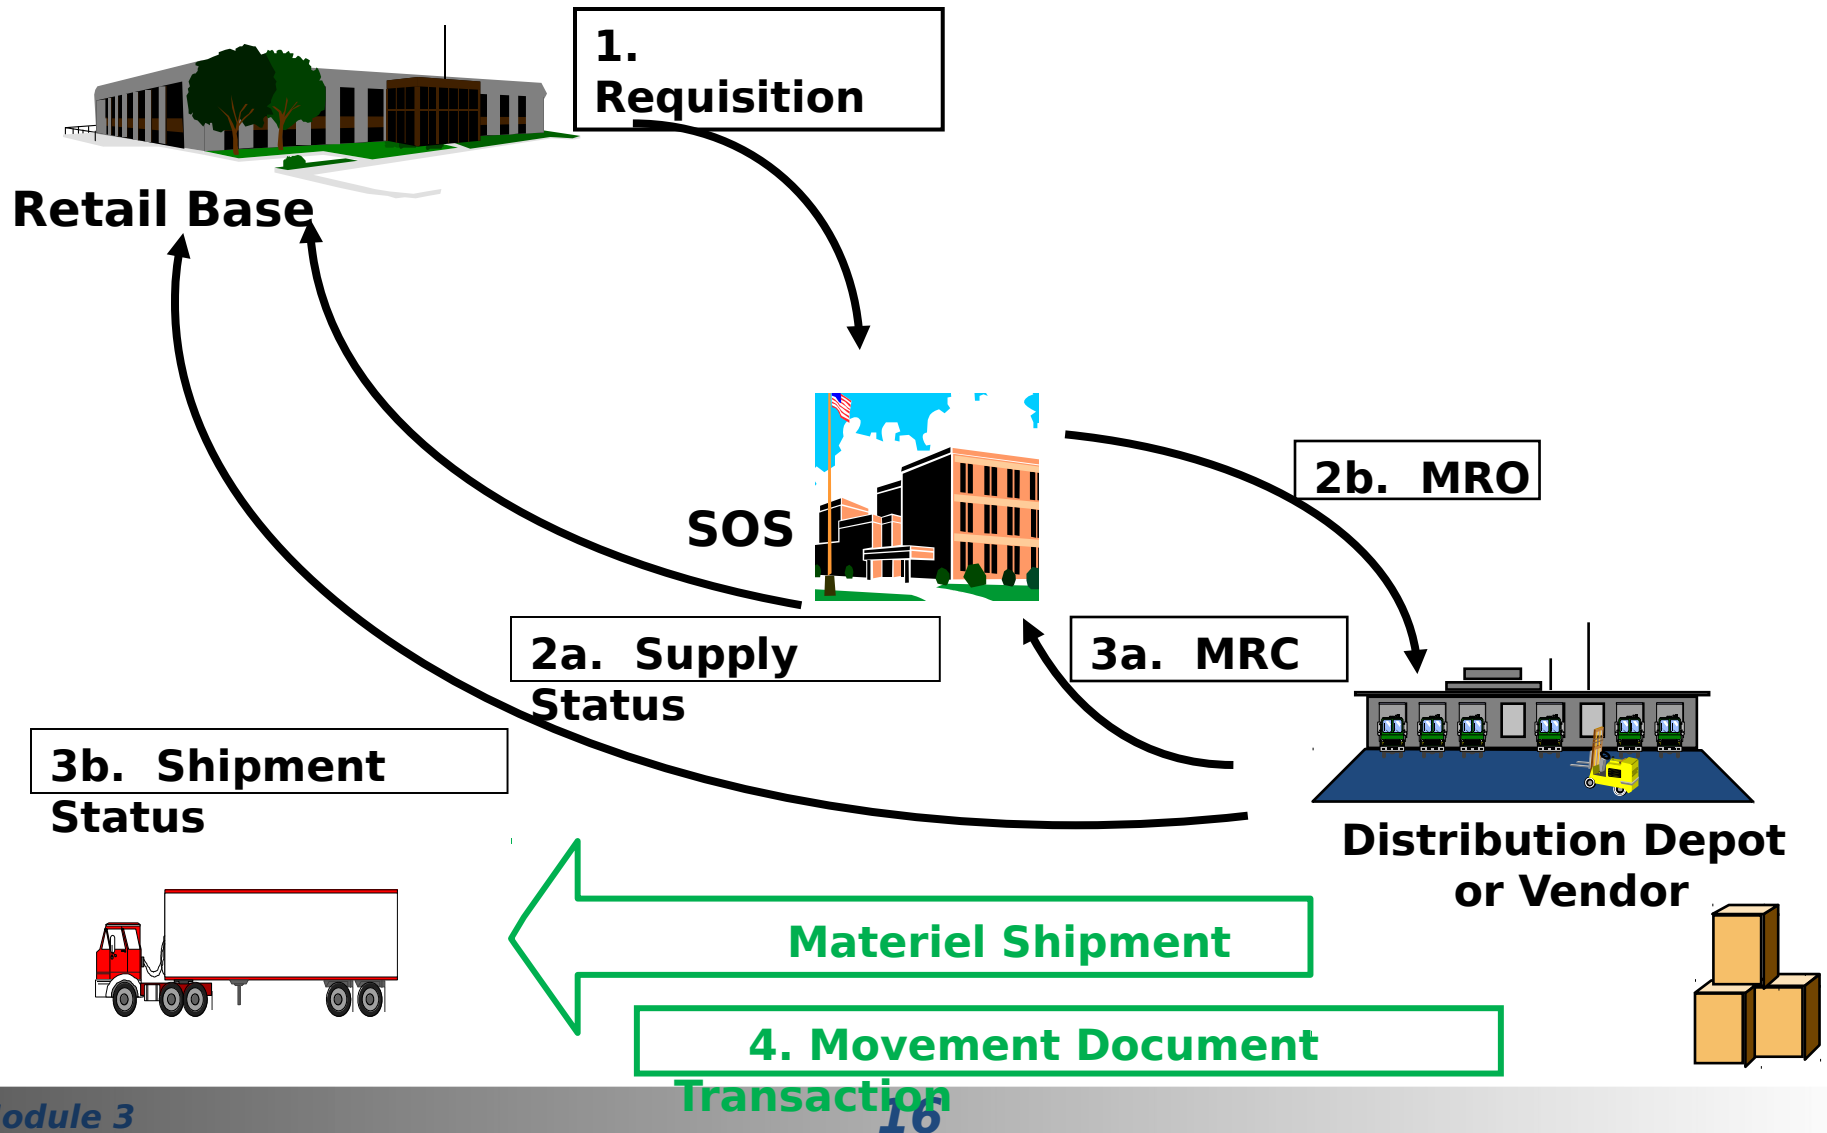 1.
Requisition
Retail Base
2b.  MRO
SOS
2a.  Supply
Status
3a.  MRC
3b.  Shipment
Status
Distribution Depot
or Vendor
Materiel Shipment
4. Movement Document
Transaction
odule 3
16